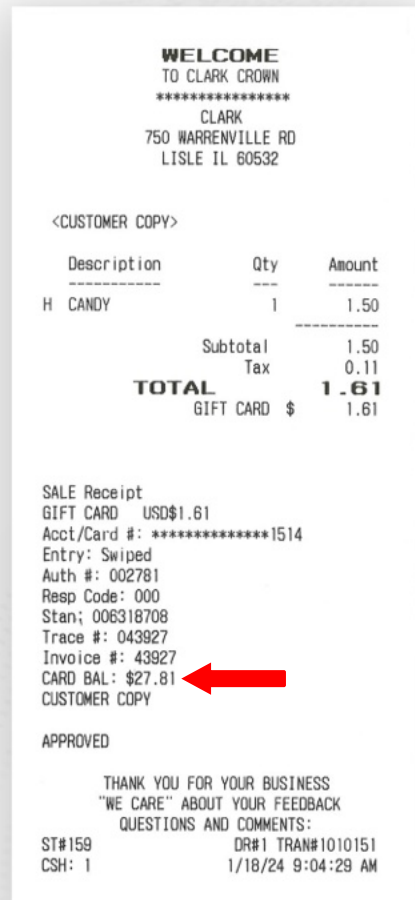 WELCOME
TO CLARK CROWN
****************
CLARK
750 WARRENVILLE RD
LISLE IL 60532
<CUSTOMER COPY>
Description Qty Amount
----------- --- ------
H CANDY 1 1.50
----------
Subtotal 1.50
Tax 0.11
TOTAL 1.61
GIFT CARD $ 1.61
SALE Receipt
GIFT CARD USD$1.61
Acct/Card #: **************1514
Entry: Swiped
Auth #: 002781
Resp Code: 000
Stan; 006318708
Trace #: 043927
Invoice #: 43927
CARD BAL: $27.81
CUSTOMER COPY
APPROVED
THANK YOU FOR YOUR BUSINESS
"WE CARE" ABOUT YOUR FEEDBACK
QUESTIONS AND COMMENTS:
ST#159 DR#1 TRAN#1010151
CSH: 1 1/18/24 9:04:29 AM